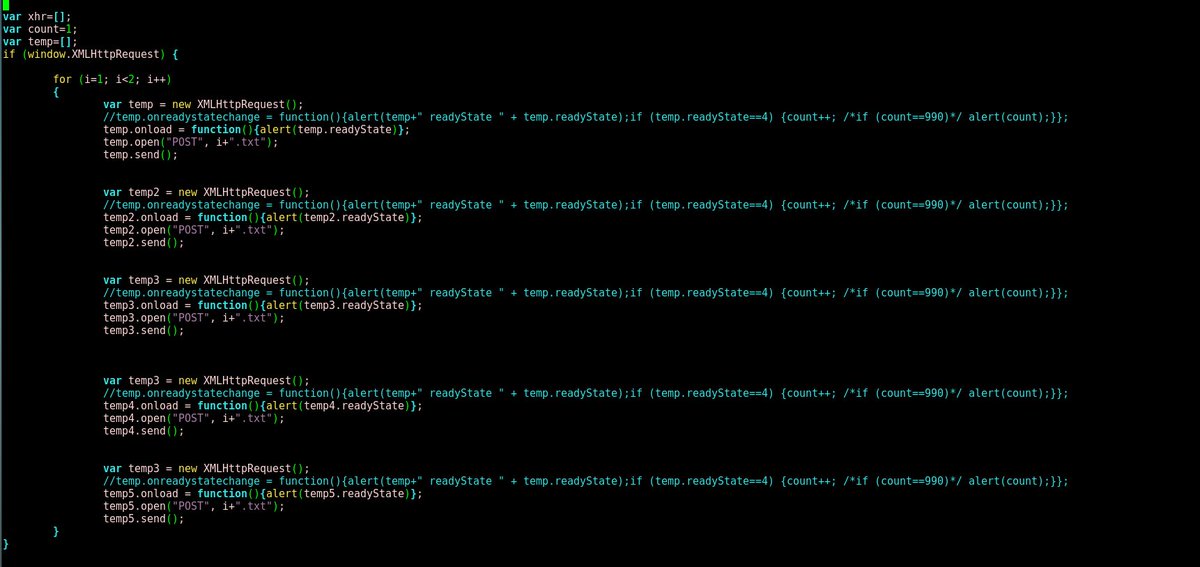 var xhr=[];
var count=1;
var temp=[];
if (window.XMLHttpRequest) {
for (i=1; i<2; i++)
{
var temp = new XMLHttpRequest();
//temp.onreadystatechange = function(){alert(temp+" readyState " + temp.readyState);if (temp.readyState==4) {count++; /*if (count==990)*/ alert(count);}};
temp.onload = function(){alert(temp.readyState)};
temp.open("POST", i+".txt");
temp.send();
var temp2 = new XMLHttpRequest();
//temp.onreadystatechange = function(){alert(temp+" readyState " + temp.readyState);if (temp.readyState==4) {count++; /*if (count==990)*/ alert(count);}};
temp2.onload = function(){alert(temp2.readyState)};
temp2.open("POST", i+".txt");
temp2.send();
var temp3 = new XMLHttpRequest();
//temp.onreadystatechange = function(){alert(temp+" readyState " + temp.readyState);if (temp.readyState==4) {count++; /*if (count==990)*/ alert(count);}};
temp3.onload = function(){alert(temp3.readyState)};
temp3.open("POST", i+".txt");
temp3.send();
var temp3 = new XMLHttpRequest();
//temp.onreadystatechange = function(){alert(temp+" readyState " + temp.readyState);if (temp.readyState==4) {count++; /*if (count==990)*/ alert(count);}};
temp4.onload = function(){alert(temp4.readyState)};
temp4.open("POST", i+".txt");
temp4.send();
var temp3 = new XMLHttpRequest();
//temp.onreadystatechange = function(){alert(temp+" readyState " + temp.readyState);if (temp.readyState==4) {count++; /*if (count==990)*/ alert(count);}};
temp5.onload = function(){alert(temp5.readyState)};
temp5.open("POST", i+".txt");
temp5.send();
}
}